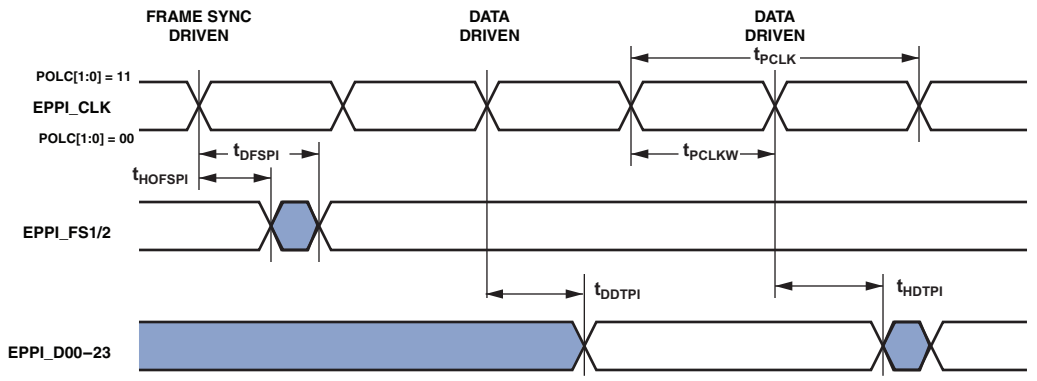 FRAME SYNC
DRIVEN
DATA
DRIVEN
DATA
DRIVEN
tPCLK
POLC[1:0] = 11
EPPI_CLK
POLC[1:0] = 00
tDFSPI
tPCLKW
tHOFSPI
EPPI_FS1/2
tDDTPI
tHDTPI
EPPI_D00–23